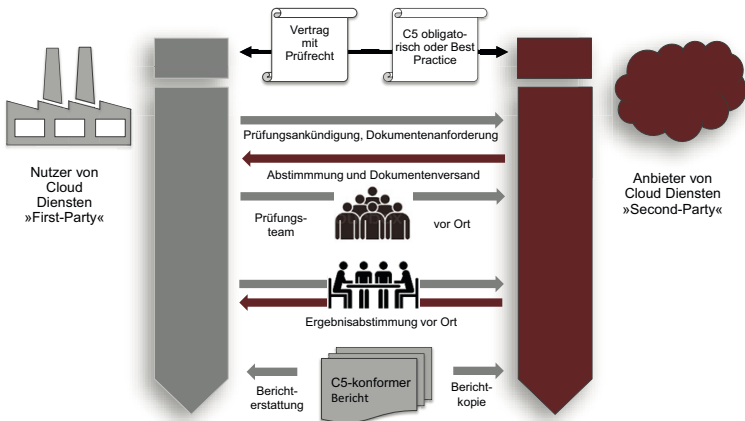 Vertrag
mit
Prüfrecht
C5 obligato-
risch oder Best
Practice
Prüfungsankündigung, Dokumentenanforderung
Abstimmmung und Dokumentenversand
Nutzer von
Cloud
Diensten
»First-Party«
Anbieter von
Cloud Diensten
»Second-Party«
Prüfungs-
team
vor Ort
Ergebnisabstimmung vor Ort
Bericht-
erstattung
C5-konformer
Bericht
Bericht-
kopie